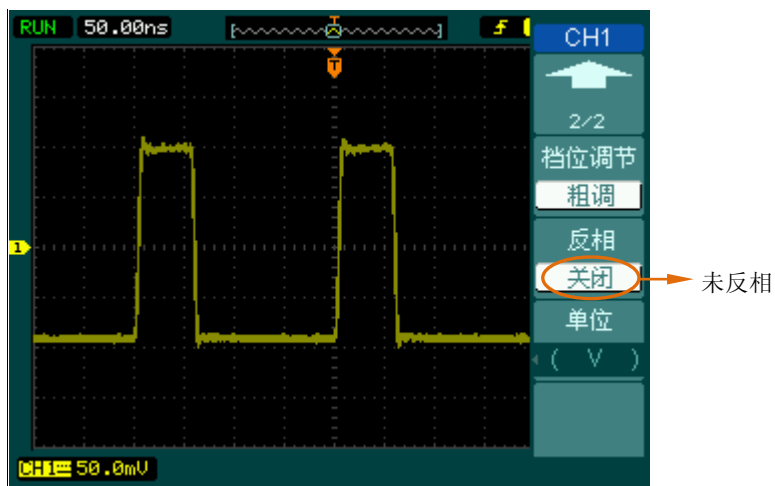 RUN 50.00ns T CH1
T
2/2
档位调节
粗调
1
反相
关闭 未反相
单位
( V )
CH1 50.0mV